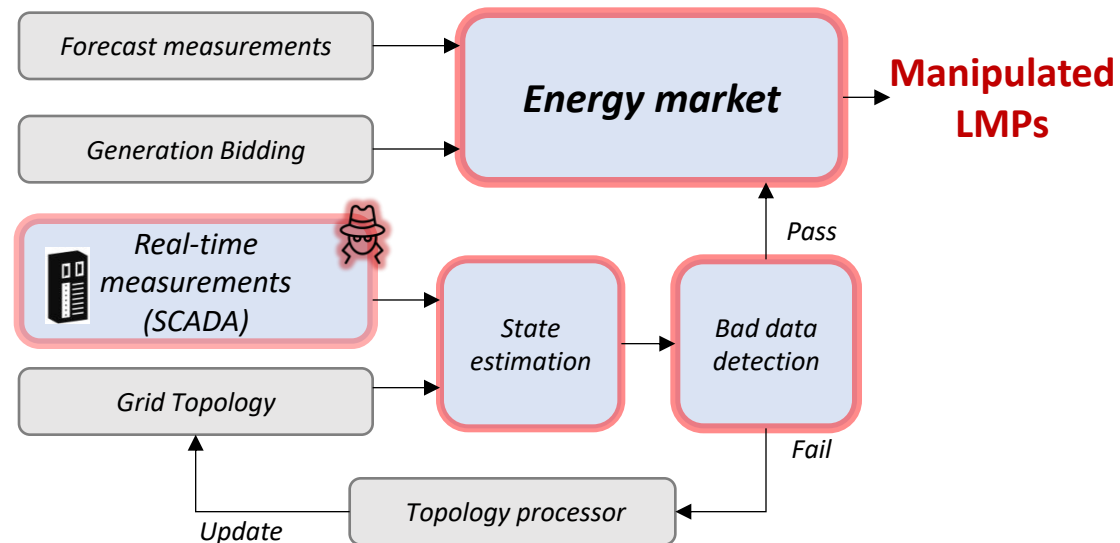 Forecast measurements
Energy market
Manipulated
LMPs
Generation Bidding
Real-time
measurements
(SCADA)
Pass
State
estimation
Bad data
detection
Grid Topology
Fail
Topology processor
Update